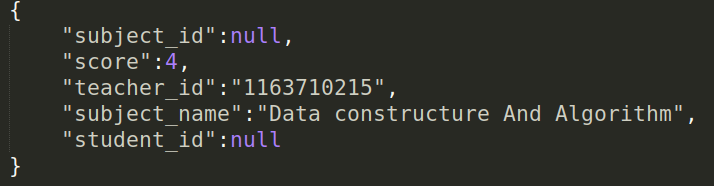 {
    "subject_id":null,
    "score":4,
    "teacher_id":"1163710215",
    "subject_name":"Data constructure And Algorithm",
    "student_id":null
}